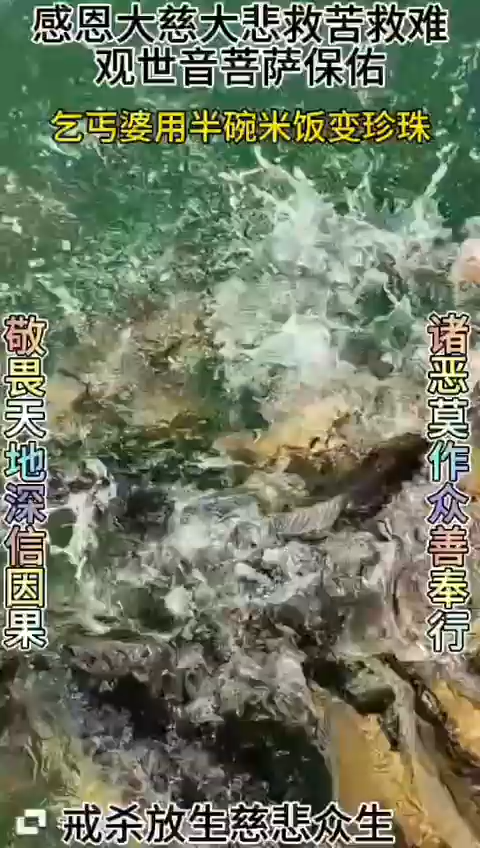 感恩大慈大悲救苦救难
观世音菩萨保佑
乞丐婆用半碗米饭变珍珠
敬畏天地深信因果
诸恶莫作众善奉行
戒杀放生慈悲众生